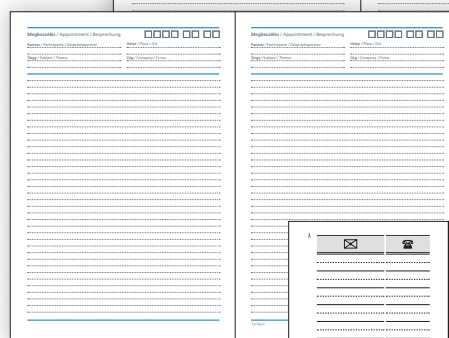 Megbeszélés / Appointment / Besprechung
Partner / Participants / Gesprächspartner
Helye / Place / Ort
Tárgy / Subject / Thema
Cég / Company / Firma
Megbeszélés / Appointment / Besprechung
Partner / Participants / Gesprächspartner
Helye / Place / Ort
Tárgy / Subject / Thema
Cég / Company / Firma
A